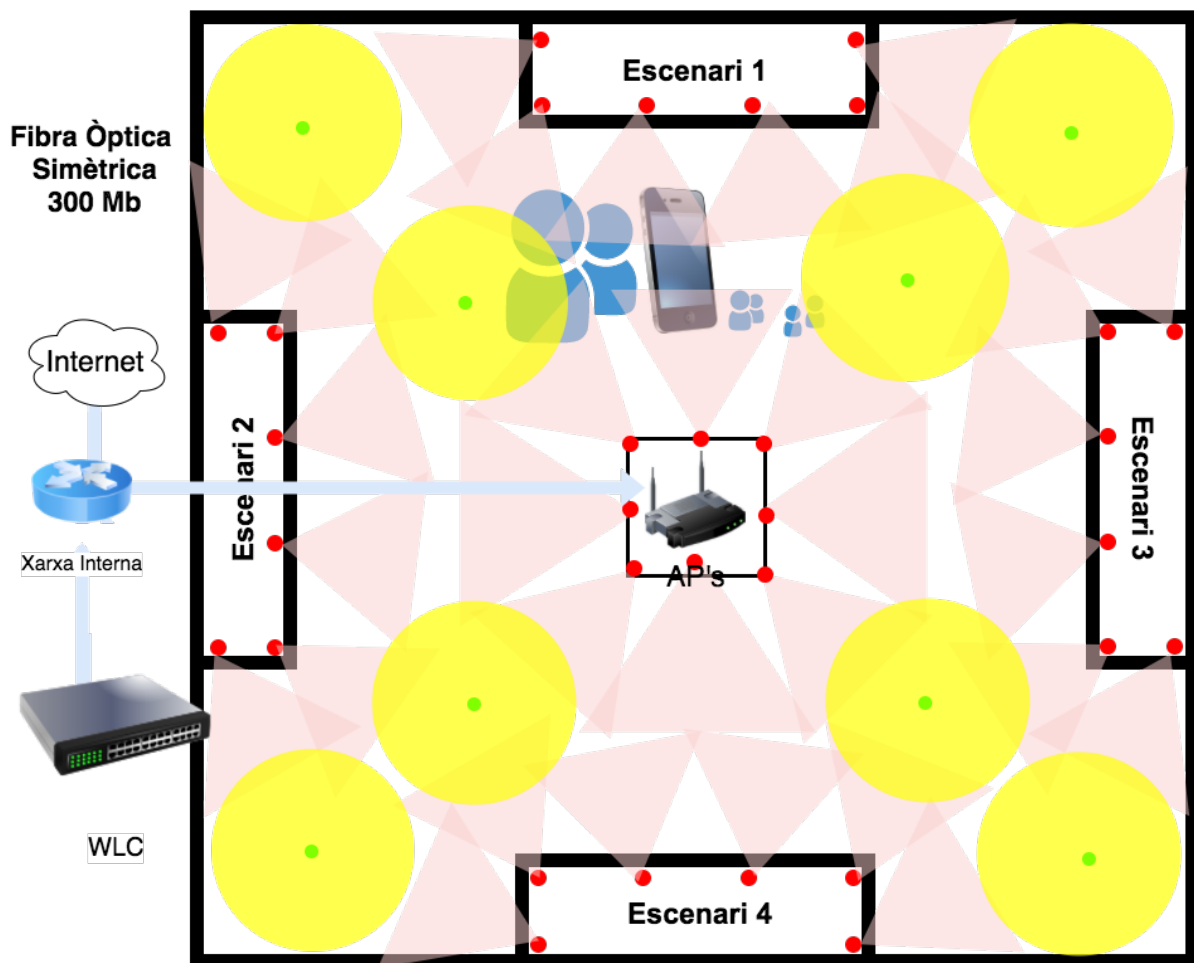 Escenari 1
Fibra Òptica
Simètrica
300 Mb
Internet
Escenari 2
Escenari 3
Xarxa Interna
AP's
WLC
Escenari 4